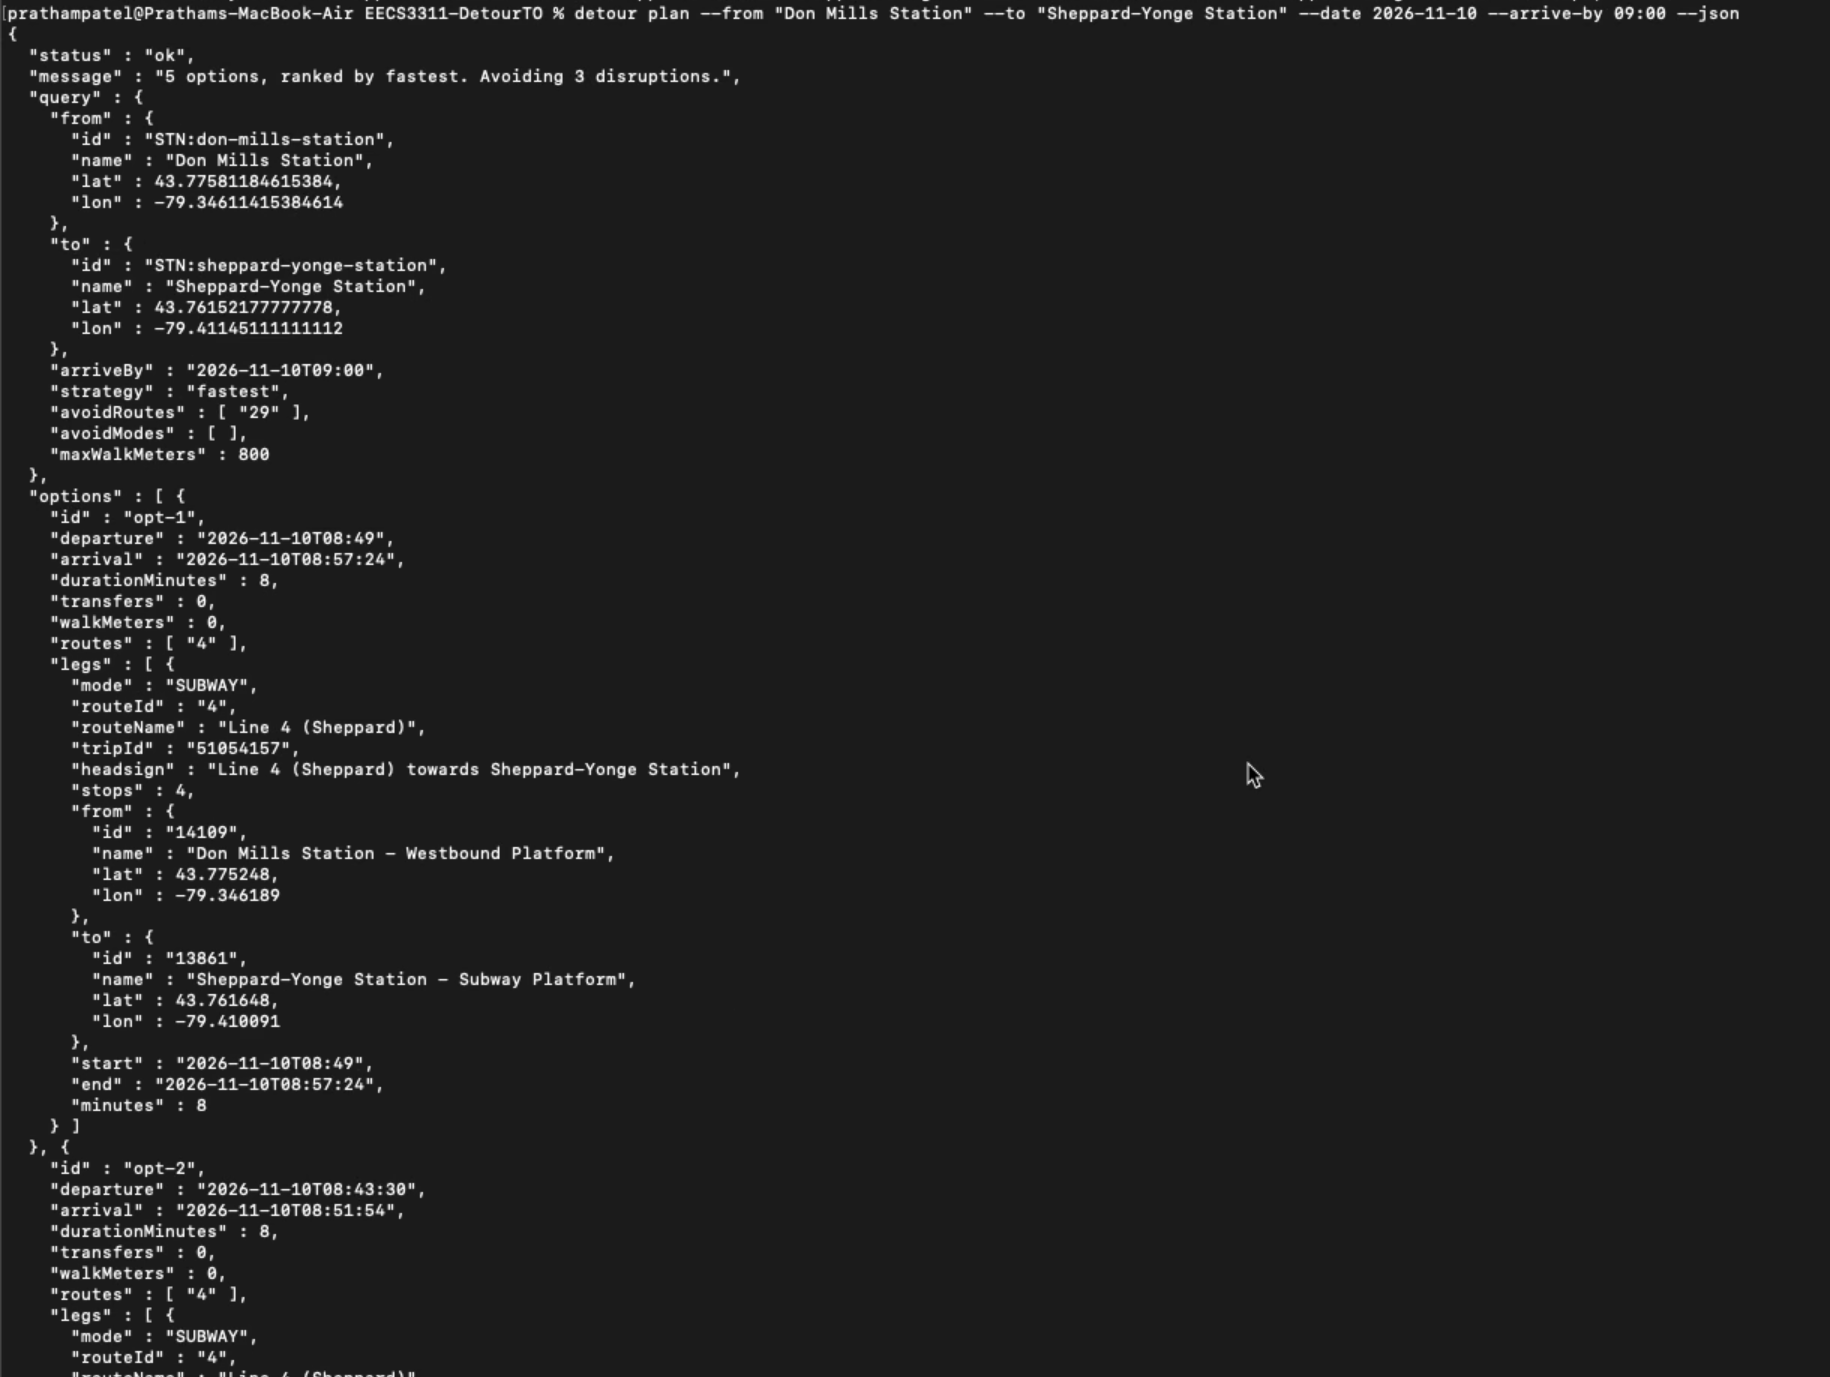 [prathampatel@Prathams-MacBook-Air EECS3311-DetourTO % detour plan --from "Don Mills Station" --to "Sheppard-Yonge Station" --date 2026-11-10 --arrive-by 09:00 --json
{
  "status" : "ok",
  "message" : "5 options, ranked by fastest. Avoiding 3 disruptions.",
  "query" : {
    "from" : {
      "id" : "STN:don-mills-station",
      "name" : "Don Mills Station",
      "lat" : 43.77581184615384,
      "lon" : -79.34611415384614
    },
    "to" : {
      "id" : "STN:sheppard-yonge-station",
      "name" : "Sheppard-Yonge Station",
      "lat" : 43.76152177777778,
      "lon" : -79.41145111111112
    },
    "arriveBy" : "2026-11-10T09:00",
    "strategy" : "fastest",
    "avoidRoutes" : [ "29" ],
    "avoidModes" : [ ],
    "maxWalkMeters" : 800
  },
  "options" : [ {
    "id" : "opt-1",
    "departure" : "2026-11-10T08:49",
    "arrival" : "2026-11-10T08:57:24",
    "durationMinutes" : 8,
    "transfers" : 0,
    "walkMeters" : 0,
    "routes" : [ "4" ],
    "legs" : [ {
      "mode" : "SUBWAY",
      "routeId" : "4",
      "routeName" : "Line 4 (Sheppard)",
      "tripId" : "51054157",
      "headsign" : "Line 4 (Sheppard) towards Sheppard-Yonge Station",
      "stops" : 4,
      "from" : {
        "id" : "14109",
        "name" : "Don Mills Station - Westbound Platform",
        "lat" : 43.775248,
        "lon" : -79.346189
      },
      "to" : {
        "id" : "13861",
        "name" : "Sheppard-Yonge Station - Subway Platform",
        "lat" : 43.761648,
        "lon" : -79.410091
      },
      "start" : "2026-11-10T08:49",
      "end" : "2026-11-10T08:57:24",
      "minutes" : 8
    } ]
  }, {
    "id" : "opt-2",
    "departure" : "2026-11-10T08:43:30",
    "arrival" : "2026-11-10T08:51:54",
    "durationMinutes" : 8,
    "transfers" : 0,
    "walkMeters" : 0,
    "routes" : [ "4" ],
    "legs" : [ {
      "mode" : "SUBWAY",
      "routeId" : "4",
      "routeName" : "Line 4 (Sheppard)"